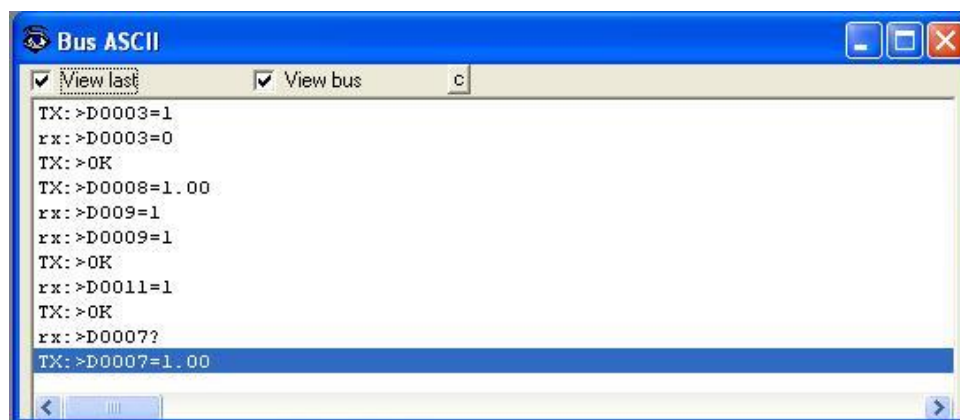 Bus ASCII
View last View bus c
TX:>D0003=1
rx:>D0003=0
TX:>OK
TX:>D0008=1.00
rx:>D009=1
rx:>D0009=1
TX:>OK
rx:>D0011=1
TX:>OK
rx:>D0007?
TX:>D0007=1.00